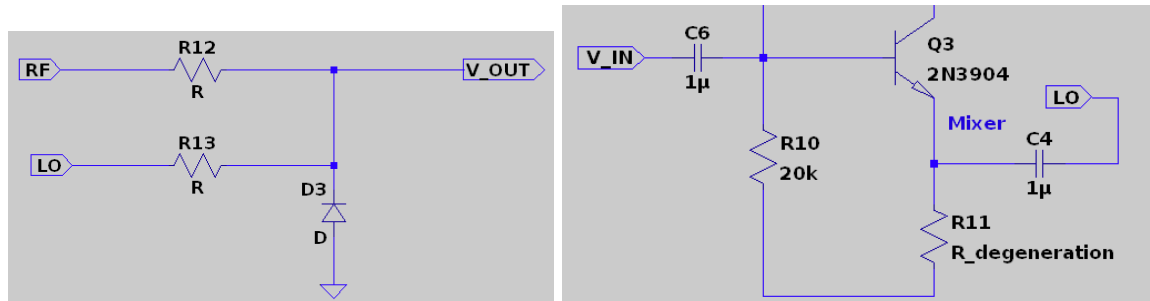 R12
RF
V_OUT
R
R13
LO
R
D3
D
C6
V_IN
1µ
Q3
2N3904
LO
Mixer
C4
1µ
R10
20k
R11
R_degeneration